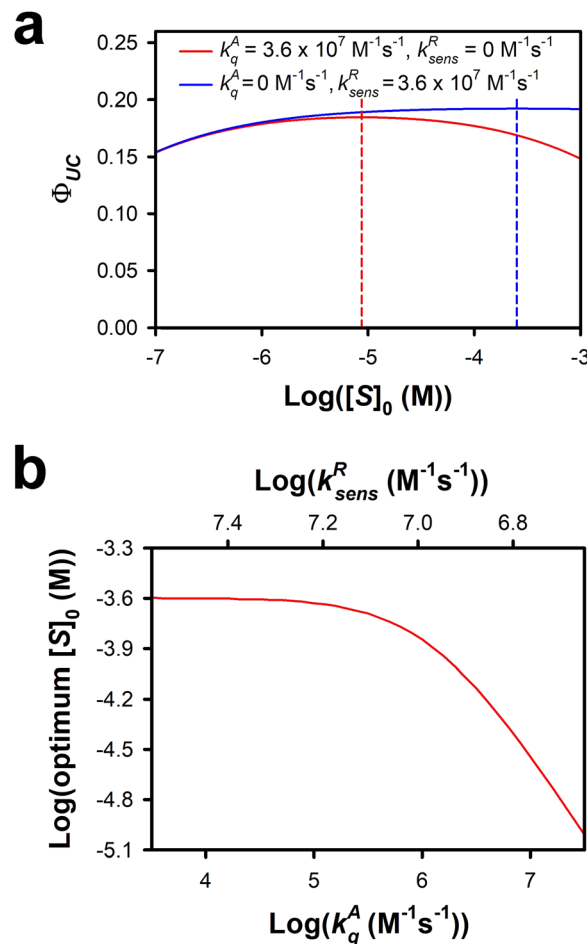 a
k_q^A = 3.6 x 10^7 M^-1s^-1, k_sens^R = 0 M^-1s^-1
k_q^A = 0 M^-1s^-1, k_sens^R = 3.6 x 10^7 M^-1s^-1
0.25
0.20
0.15
0.10
0.05
0.00
Φ_UC
-7 -6 -5 -4 -3
Log([S]_0 (M))
b
Log(k_sens^R (M^-1s^-1))
7.4 7.2 7.0 6.8
-3.3
-3.6
-3.9
-4.2
-4.5
-4.8
-5.1
Log(optimum [S]_0 (M))
4 5 6 7
Log(k_q^A (M^-1s^-1))